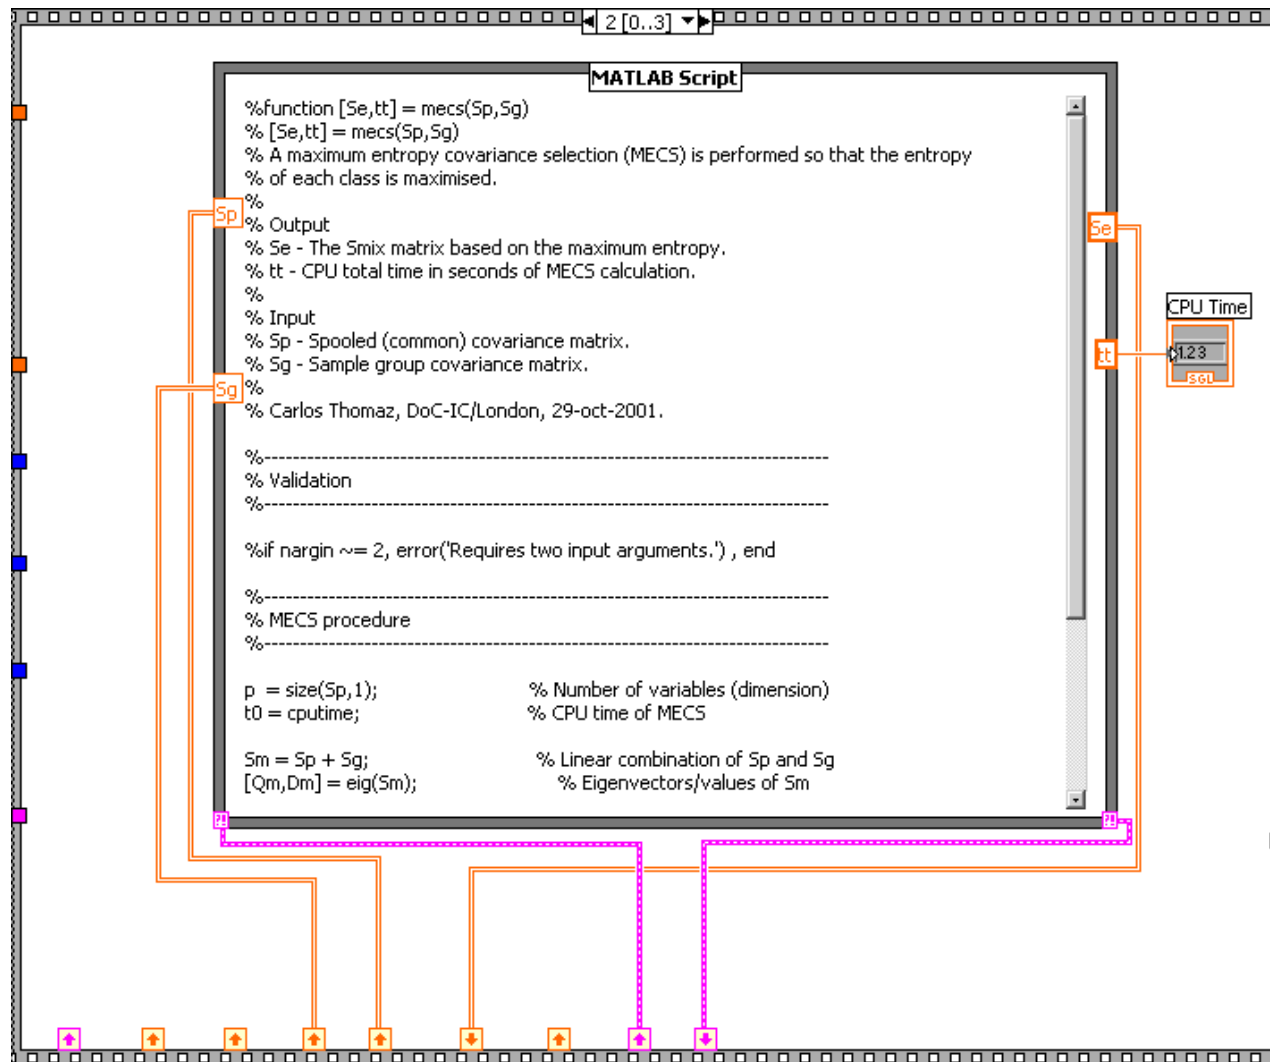 2 [0..3]
MATLAB Script
%function [Se,tt] = mecs(Sp,Sg)
% [Se,tt] = mecs(Sp,Sg)
% A maximum entropy covariance selection (MECS) is performed so that the entropy
% of each class is maximised.
%
Sp
% Output
Se
% Se - The Smix matrix based on the maximum entropy.
% tt - CPU total time in seconds of MECS calculation.
%
CPU Time
% Input
% Sp - Spooled (common) covariance matrix.
tt
1.23
% Sg - Sample group covariance matrix.
SGL
Sg
%
% Carlos Thomaz, DoC-IC/London, 29-oct-2001.
%-------------------------------------------------------------------------------
% Validation
%-------------------------------------------------------------------------------
%if nargin ~= 2, error('Requires two input arguments.') , end
%-------------------------------------------------------------------------------
% MECS procedure
%-------------------------------------------------------------------------------
p = size(Sp,1); % Number of variables (dimension)
t0 = cputime; % CPU time of MECS
Sm = Sp + Sg; % Linear combination of Sp and Sg
[Qm,Dm] = eig(Sm); % Eigenvectors/values of Sm
?!
?!